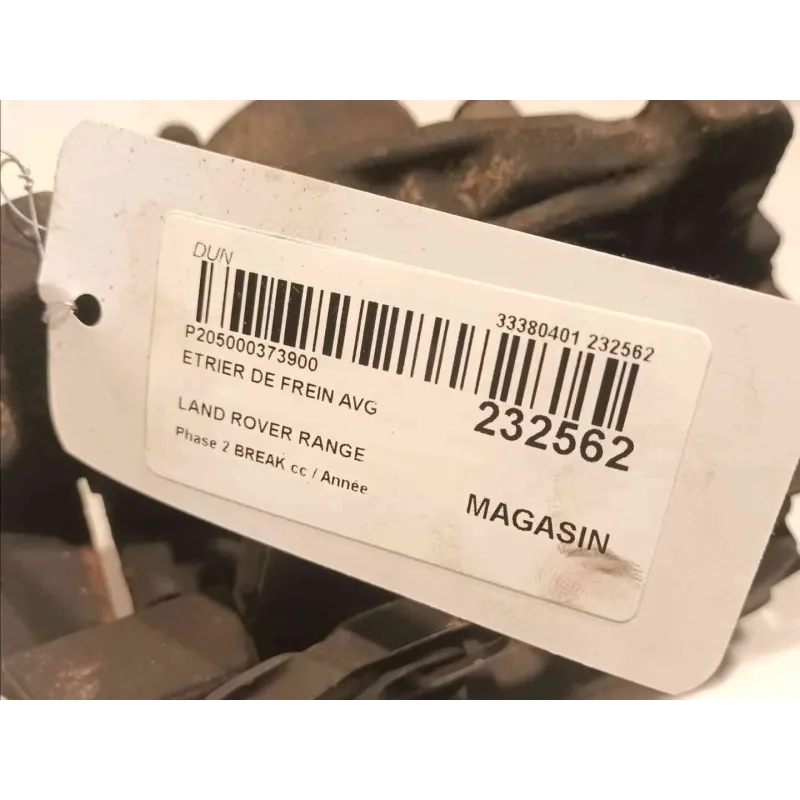 DUN
33380401 232562
P205000373900
ETRIER DE FREIN AVG
232562
LAND ROVER RANGE
Phase 2 BREAK cc / Année
MAGASIN